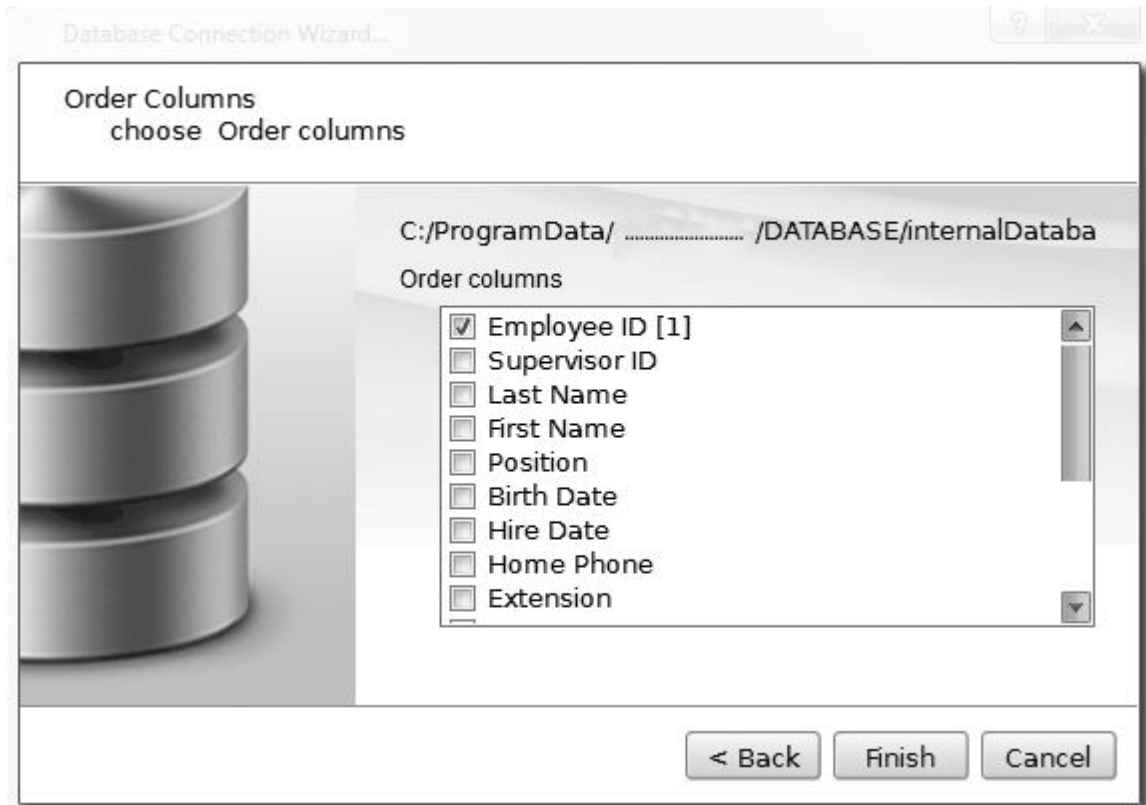 Database Connection Wizard...
Order Columns
choose Order columns
C:/ProgramData/ ........................ /DATABASE/internalDataba
Order columns
Employee ID [1]
Supervisor ID
Last Name
First Name
Position
Birth Date
Hire Date
Home Phone
Extension
< Back Finish Cancel